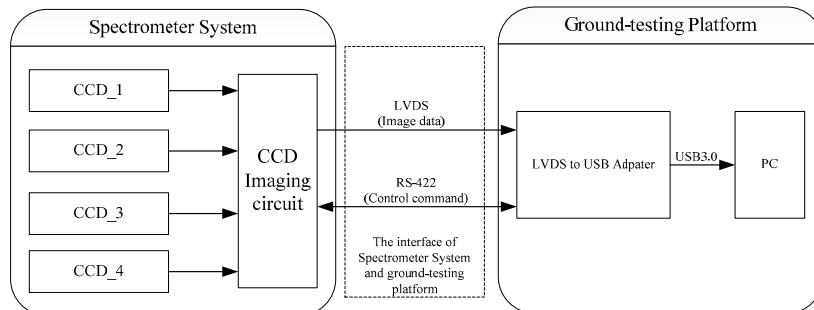 Spectrometer System
Ground-testing Platform
CCD_1
CCD_2
CCD_3
CCD_4
CCD
Imaging
circuit
LVDS
(Image data)
RS-422
(Control command)
The interface of
Spectrometer System
and ground-testing
platform
LVDS to USB Adpater
USB3.0
PC